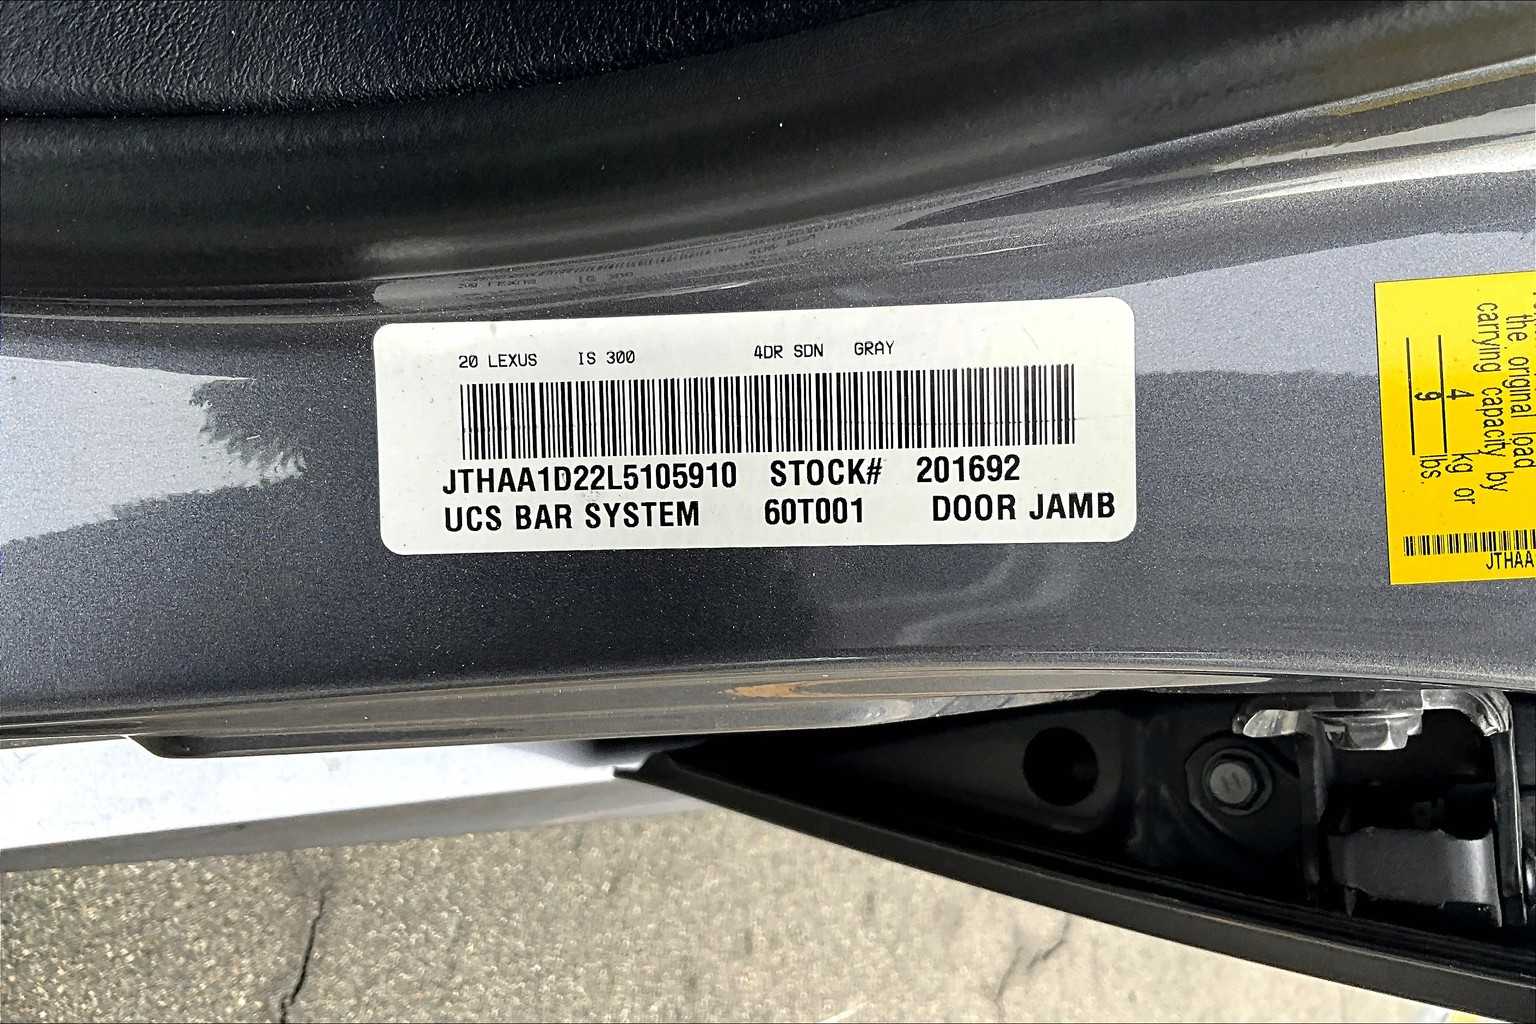 20 LEXUS IS 300 4DR SDN GRAY
JTHAA1D22L5105910 STOCK# 201692
UCS BAR SYSTEM 60T001 DOOR JAMB
the original load
carrying capacity by
4 kg or
9 lbs.
JTHAA